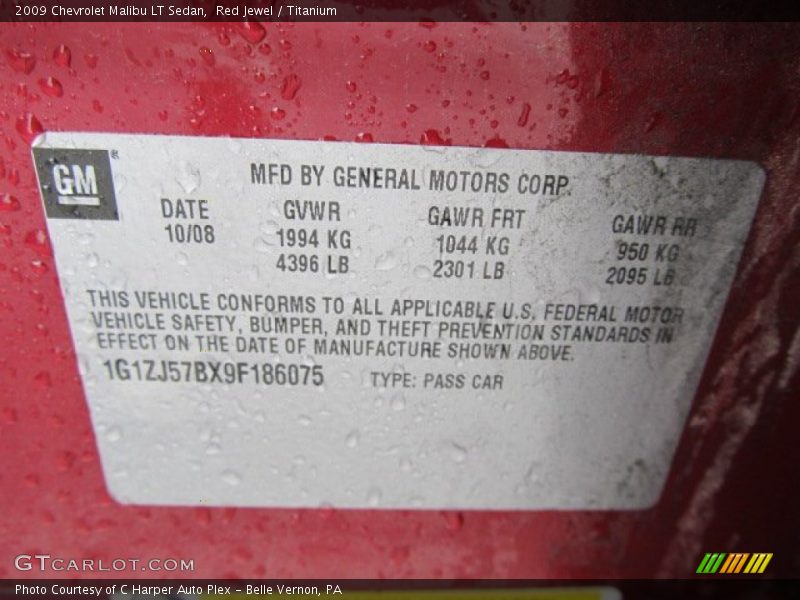 2009 Chevrolet Malibu LT Sedan, Red Jewel / Titanium
GM ®
MFD BY GENERAL MOTORS CORP.
DATE GVWR GAWR FRT GAWR RR
10/08 1994 KG 1044 KG 950 KG
4396 LB 2301 LB 2095 LB
THIS VEHICLE CONFORMS TO ALL APPLICABLE U.S. FEDERAL MOTOR
VEHICLE SAFETY, BUMPER, AND THEFT PREVENTION STANDARDS IN
EFFECT ON THE DATE OF MANUFACTURE SHOWN ABOVE.
1G1ZJ57BX9F186075 TYPE: PASS CAR
GTCARLOT.COM
Photo Courtesy of C Harper Auto Plex - Belle Vernon, PA